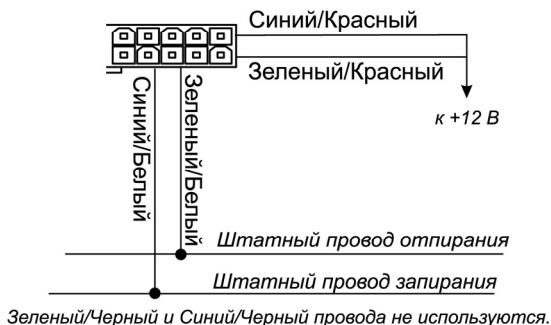 Синий/Красный
Зеленый/Красный
к +12 В
Синий/Белый
Зеленый/Белый
Штатный провод отпирания
Штатный провод запирания
Зеленый/Черный и Синий/Черный провода не используются.